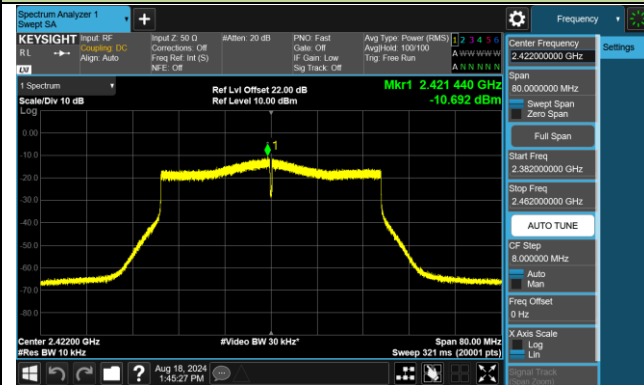 Spectrum Analyzer 1
Swept SA
+
Frequency
KEYSIGHT
RL
LXI
Input: RF
Coupling: DC
Align: Auto
Input Z: 50 Ω
Corrections: Off
Freq Ref: Int (S)
NFE: Off
#Atten: 20 dB
PNO: Fast
Gate: Off
IF Gain: Low
Sig Track: Off
Avg Type: Power (RMS)
Avg|Hold: 100/100
Trig: Free Run
1 2 3 4 5 6
A W W W W W
A N N N N N
1 Spectrum
Scale/Div 10 dB
Log
Ref Lvl Offset 22.00 dB
Ref Level 10.00 dBm
Mkr1 2.421 440 GHz
-10.692 dBm
0.00
-10.0
-20.0
-30.0
-40.0
-50.0
-60.0
-70.0
-80.0
1
Center 2.42200 GHz
#Res BW 10 kHz
#Video BW 30 kHz*
Span 80.00 MHz
Sweep 321 ms (20001 pts)
Settings
Center Frequency
2.422000000 GHz
Span
80.0000000 MHz
Swept Span
Zero Span
Full Span
Start Freq
2.382000000 GHz
Stop Freq
2.462000000 GHz
AUTO TUNE
CF Step
8.000000 MHz
Auto
Man
Freq Offset
0 Hz
X Axis Scale
Log
Lin
Signal Track
(Span Zoom)
?
Aug 18, 2024
1:45:27 PM